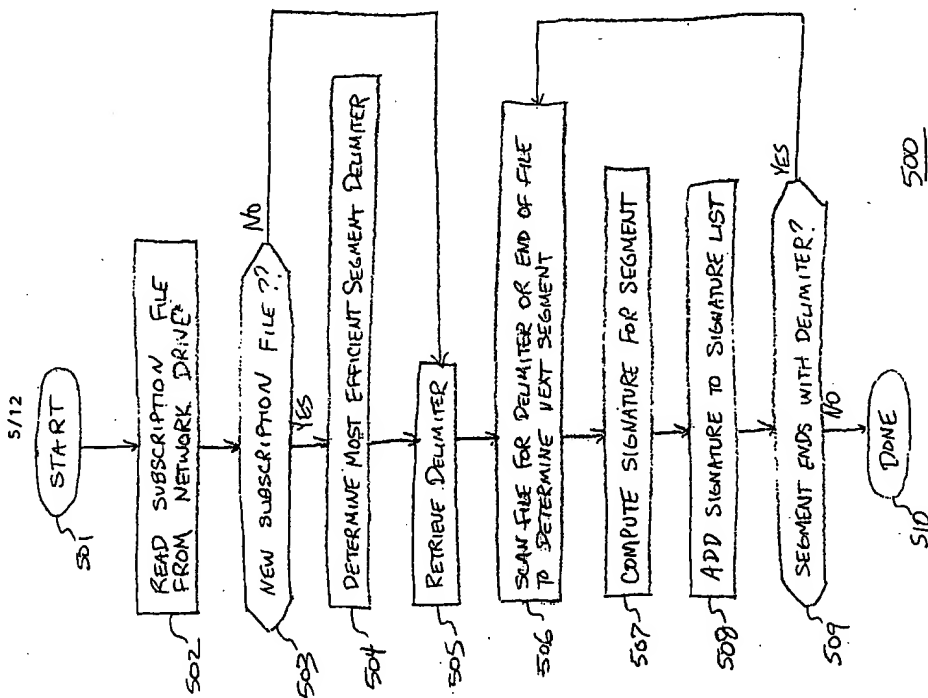 5/12
START
501
READ SUBSCRIPTION FILE
FROM NETWORK DRIVE
502
NEW SUBSCRIPTION FILE??
NO
503
YES
DETERMINE MOST EFFICIENT SEGMENT DELIMITER
504
RETRIEVE DELIMITER
505
SCAN FILE FOR DELIMITER OR END OF FILE
TO DETERMINE NEXT SEGMENT
506
COMPUTE SIGNATURE FOR SEGMENT
507
ADD SIGNATURE TO SIGNATURE LIST
508
SEGMENT ENDS WITH DELIMITER?
YES
509
NO
DONE
510
500